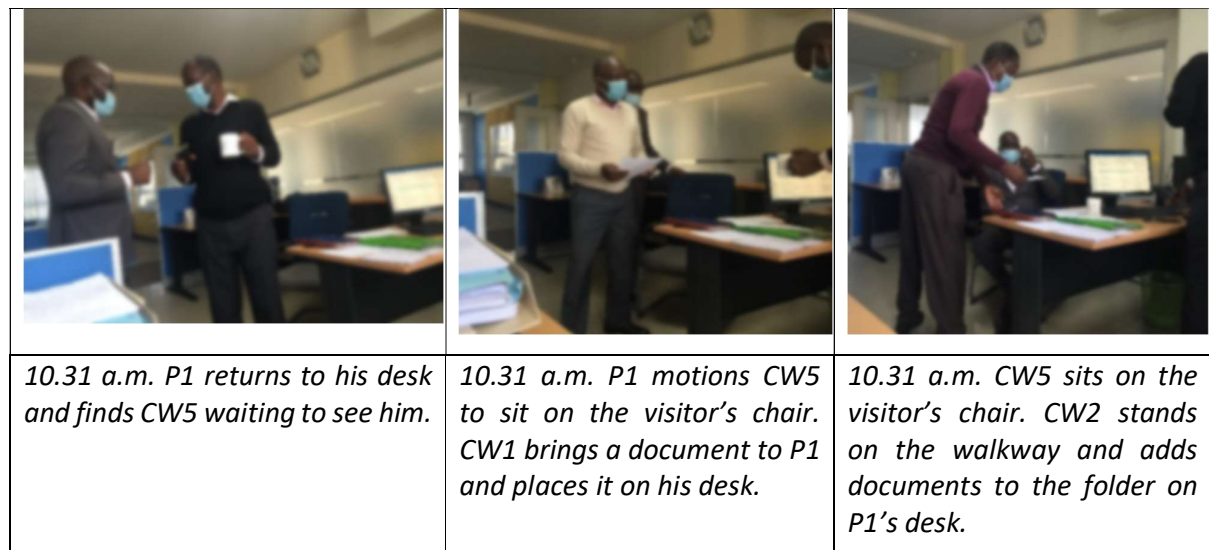 10.31 a.m. P1 returns to his desk
and finds CW5 waiting to see him.
10.31 a.m. P1 motions CW5
to sit on the visitor's chair.
CW1 brings a document to P1
and places it on his desk.
10.31 a.m. CW5 sits on the
visitor's chair. CW2 stands
on the walkway and adds
documents to the folder on
P1's desk.